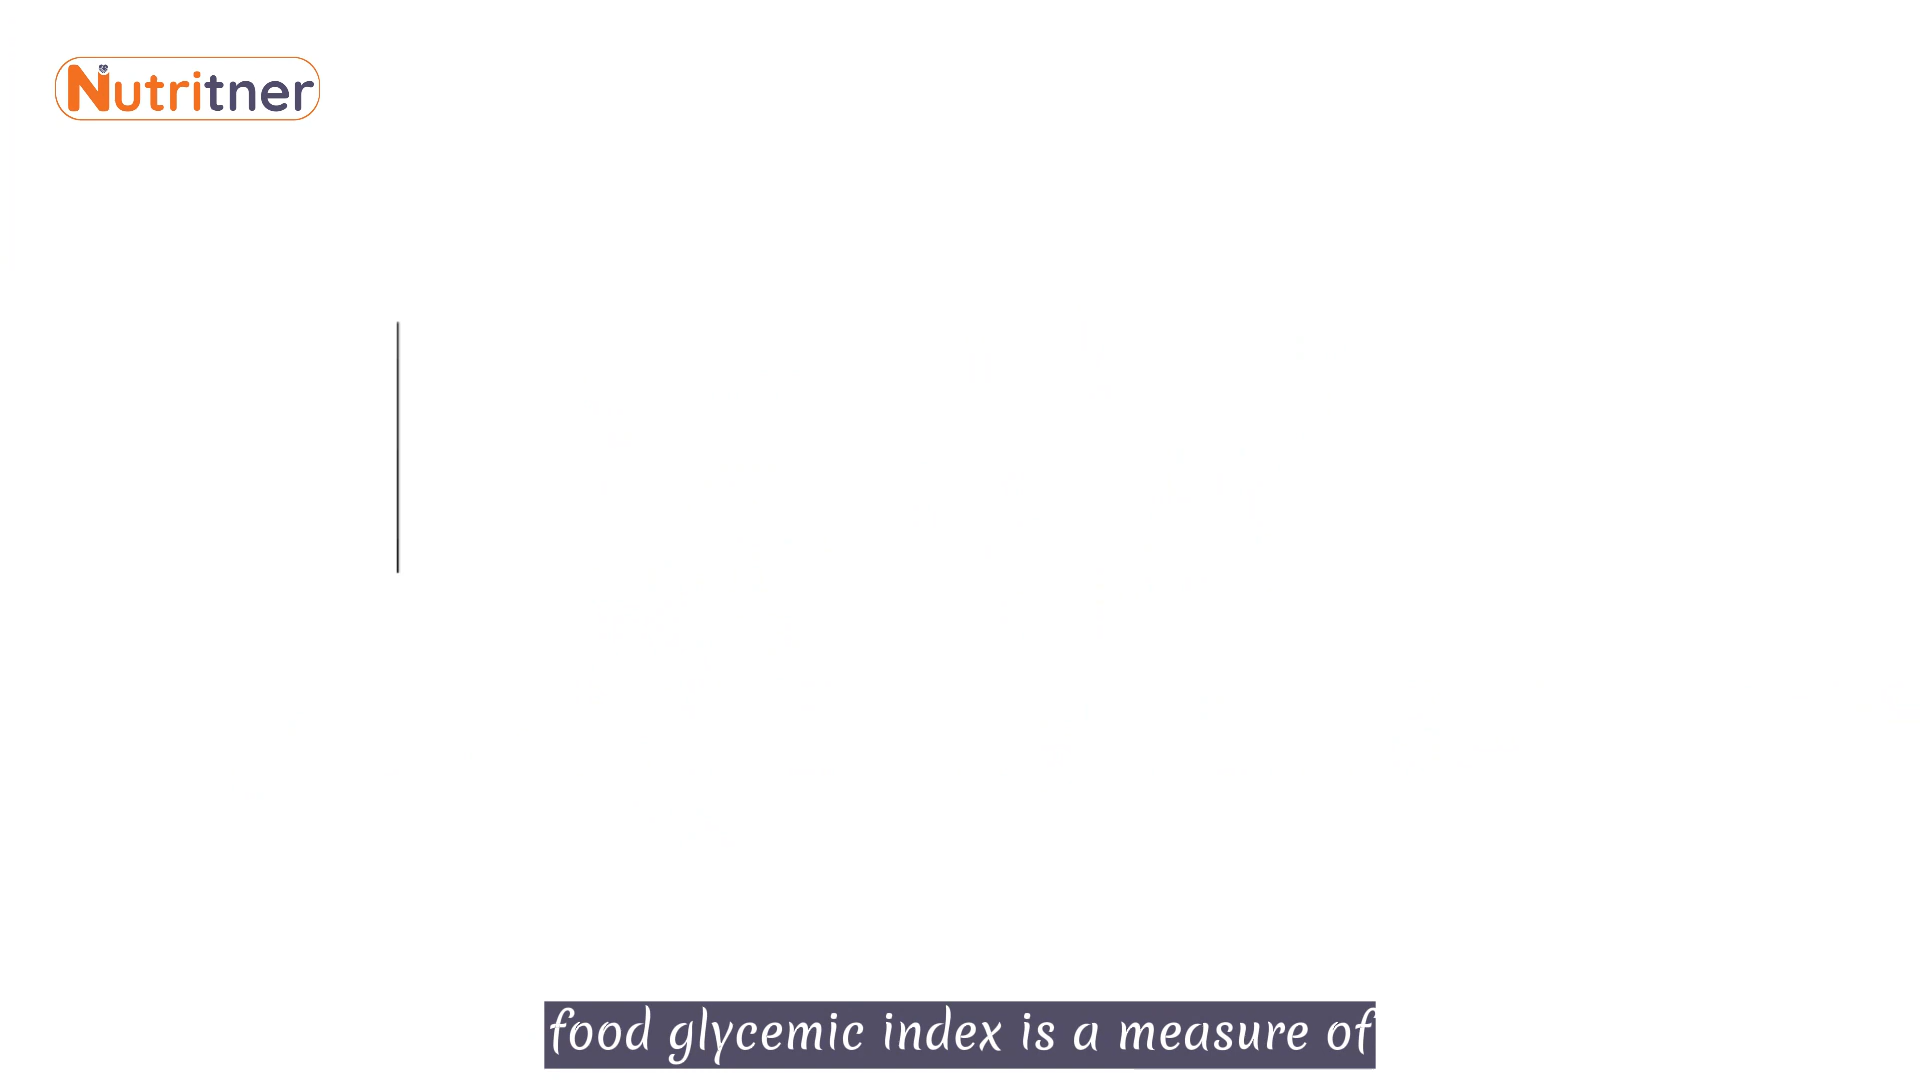 Nutritner
food glycemic index is a measure of